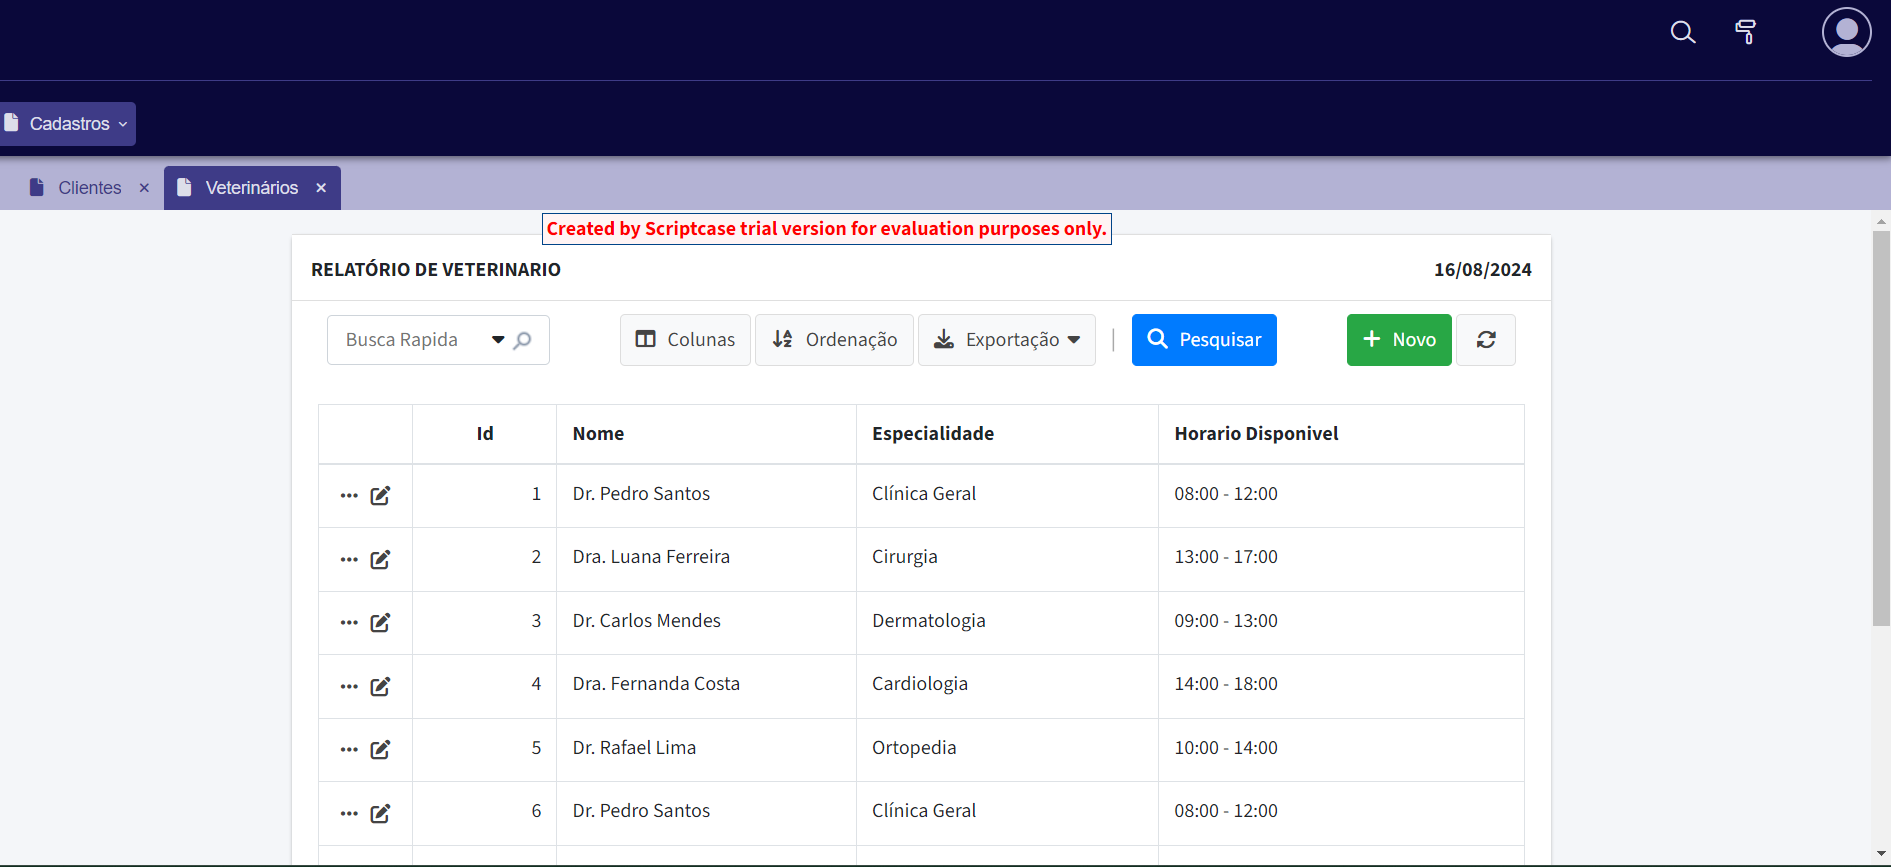 Cadastros
Clientes
Veterinários
Created by Scriptcase trial version for evaluation purposes only.
RELATÓRIO DE VETERINARIO 16/08/2024
Busca Rapida Colunas Ordenação Exportação | Pesquisar Novo
Id Nome Especialidade Horario Disponivel
1 Dr. Pedro Santos Clínica Geral 08:00 - 12:00
2 Dra. Luana Ferreira Cirurgia 13:00 - 17:00
3 Dr. Carlos Mendes Dermatologia 09:00 - 13:00
4 Dra. Fernanda Costa Cardiologia 14:00 - 18:00
5 Dr. Rafael Lima Ortopedia 10:00 - 14:00
6 Dr. Pedro Santos Clínica Geral 08:00 - 12:00